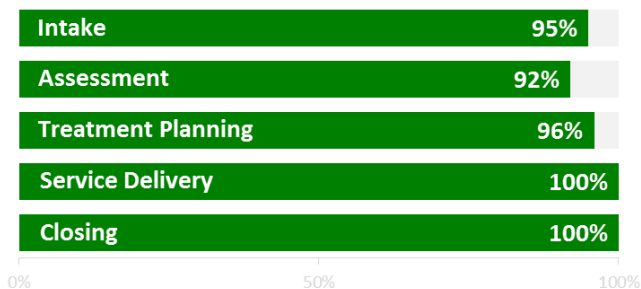 Intake 95%
Assessment 92%
Treatment Planning 96%
Service Delivery 100%
Closing 100%
0% 50% 100%